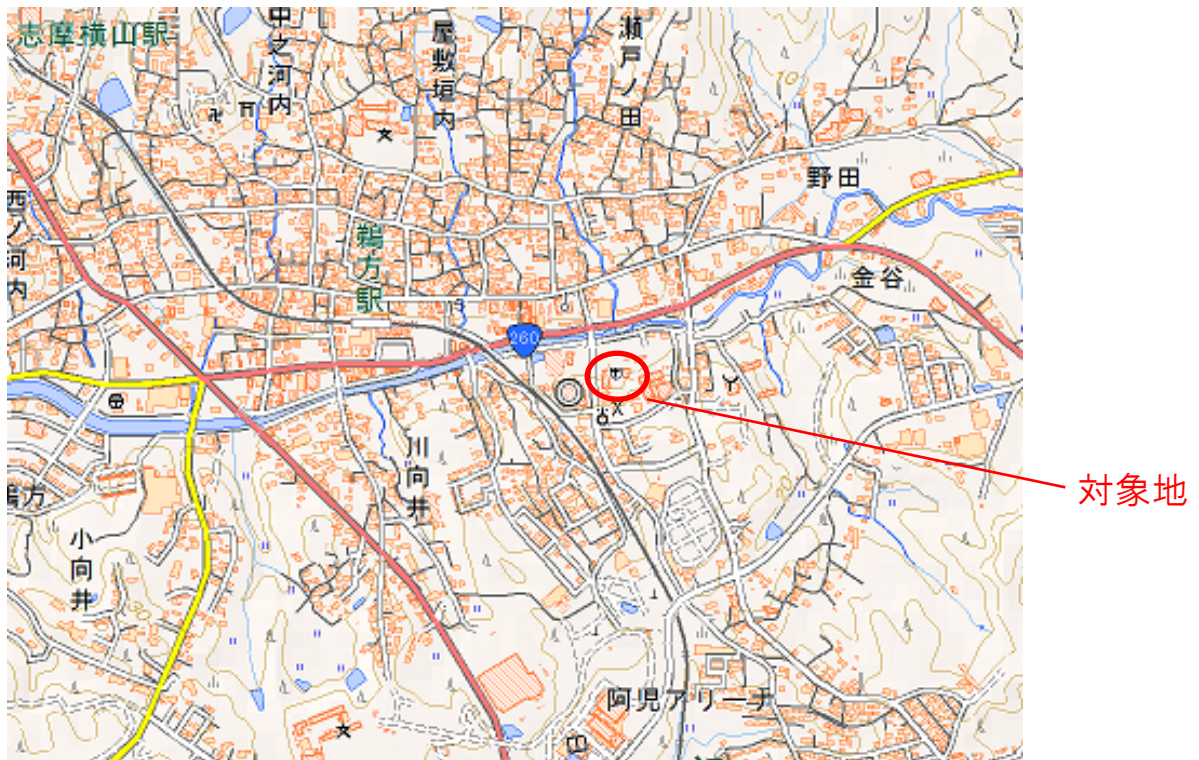 志摩横山駅
中之河内
屋敷垣内
瀬戸ノ田
野田
西ノ河内
鵜方駅
260
金谷
川向井
鵜方
小向井
阿児アリーナ
対象地
10